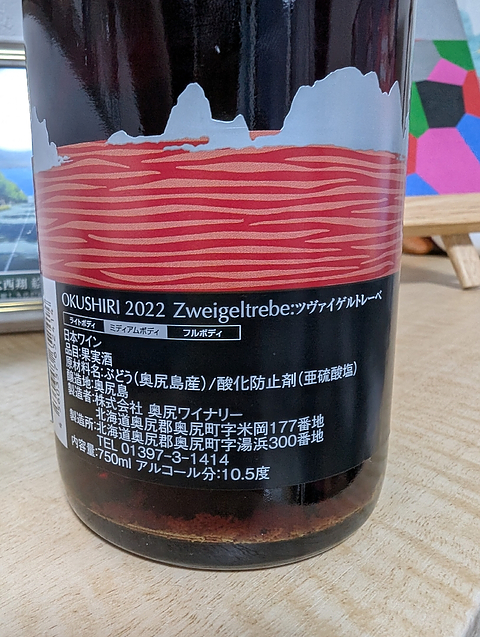 OKUSHIRI 2022 Zweigeltrebe:ツヴァイゲルトレーベ
ライトボディ ミディアムボディ フルボディ
日本ワイン
品目:果実酒
原材料名:ぶどう(奥尻島産)/酸化防止剤(亜硫酸塩)
醸造地:奥尻島
製造者:株式会社 奥尻ワイナリー
北海道奥尻郡奥尻町字米岡177番地
製造所:北海道奥尻郡奥尻町字湯浜300番地
TEL 01397-3-1414
内容量:750ml アルコール分:10.5度